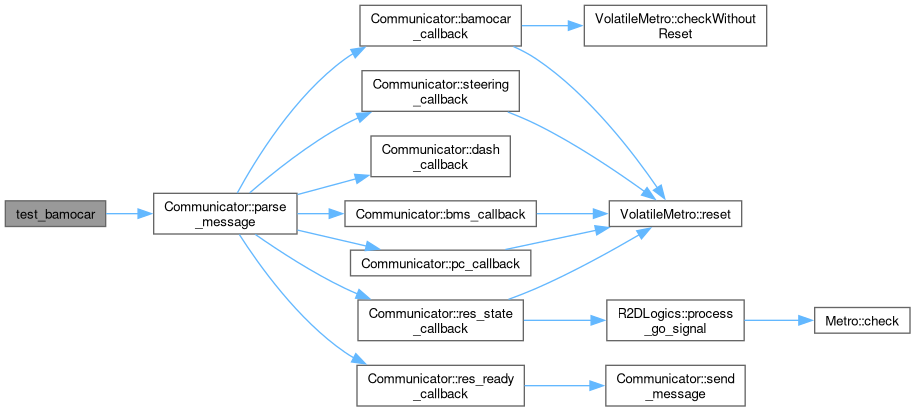 test_bamocar
Communicator::parse
_message
Communicator::bamocar
_callback
VolatileMetro::checkWithout
Reset
Communicator::steering
_callback
Communicator::dash
_callback
Communicator::bms_callback
VolatileMetro::reset
Communicator::pc_callback
Communicator::res_state
_callback
R2DLogics::process
_go_signal
Metro::check
Communicator::res_ready
_callback
Communicator::send
_message